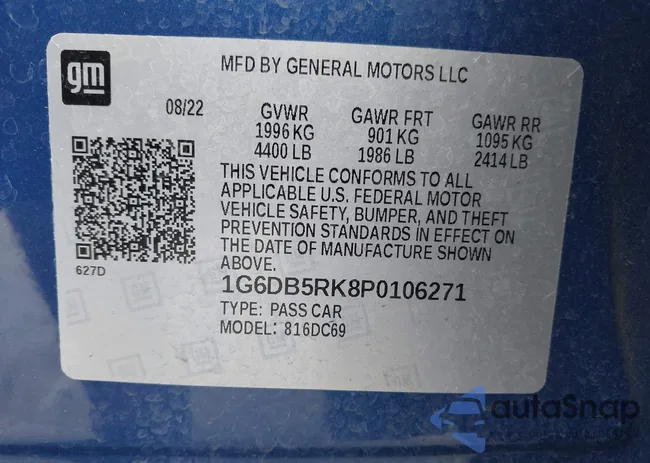 gm
MFD BY GENERAL MOTORS LLC
08/22 GVWR GAWR FRT GAWR RR
1996 KG 901 KG 1095 KG
4400 LB 1986 LB 2414 LB
THIS VEHICLE CONFORMS TO ALL
APPLICABLE U.S. FEDERAL MOTOR
VEHICLE SAFETY, BUMPER, AND THEFT
PREVENTION STANDARDS IN EFFECT ON
THE DATE OF MANUFACTURE SHOWN
ABOVE.
627D
1G6DB5RK8P0106271
TYPE: PASS CAR
MODEL: 816DC69
autoSnap